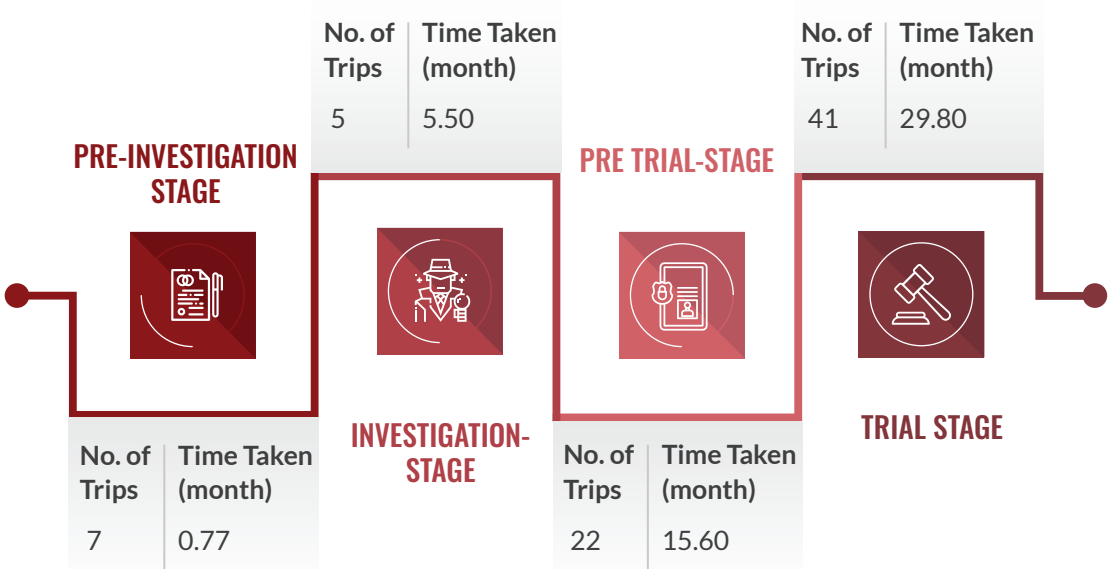 PRE-INVESTIGATION
STAGE
No. of Trips
Time Taken (month)
7
0.77
No. of Trips
Time Taken (month)
5
5.50
INVESTIGATION-
STAGE
PRE TRIAL-STAGE
No. of Trips
Time Taken (month)
22
15.60
No. of Trips
Time Taken (month)
41
29.80
TRIAL STAGE